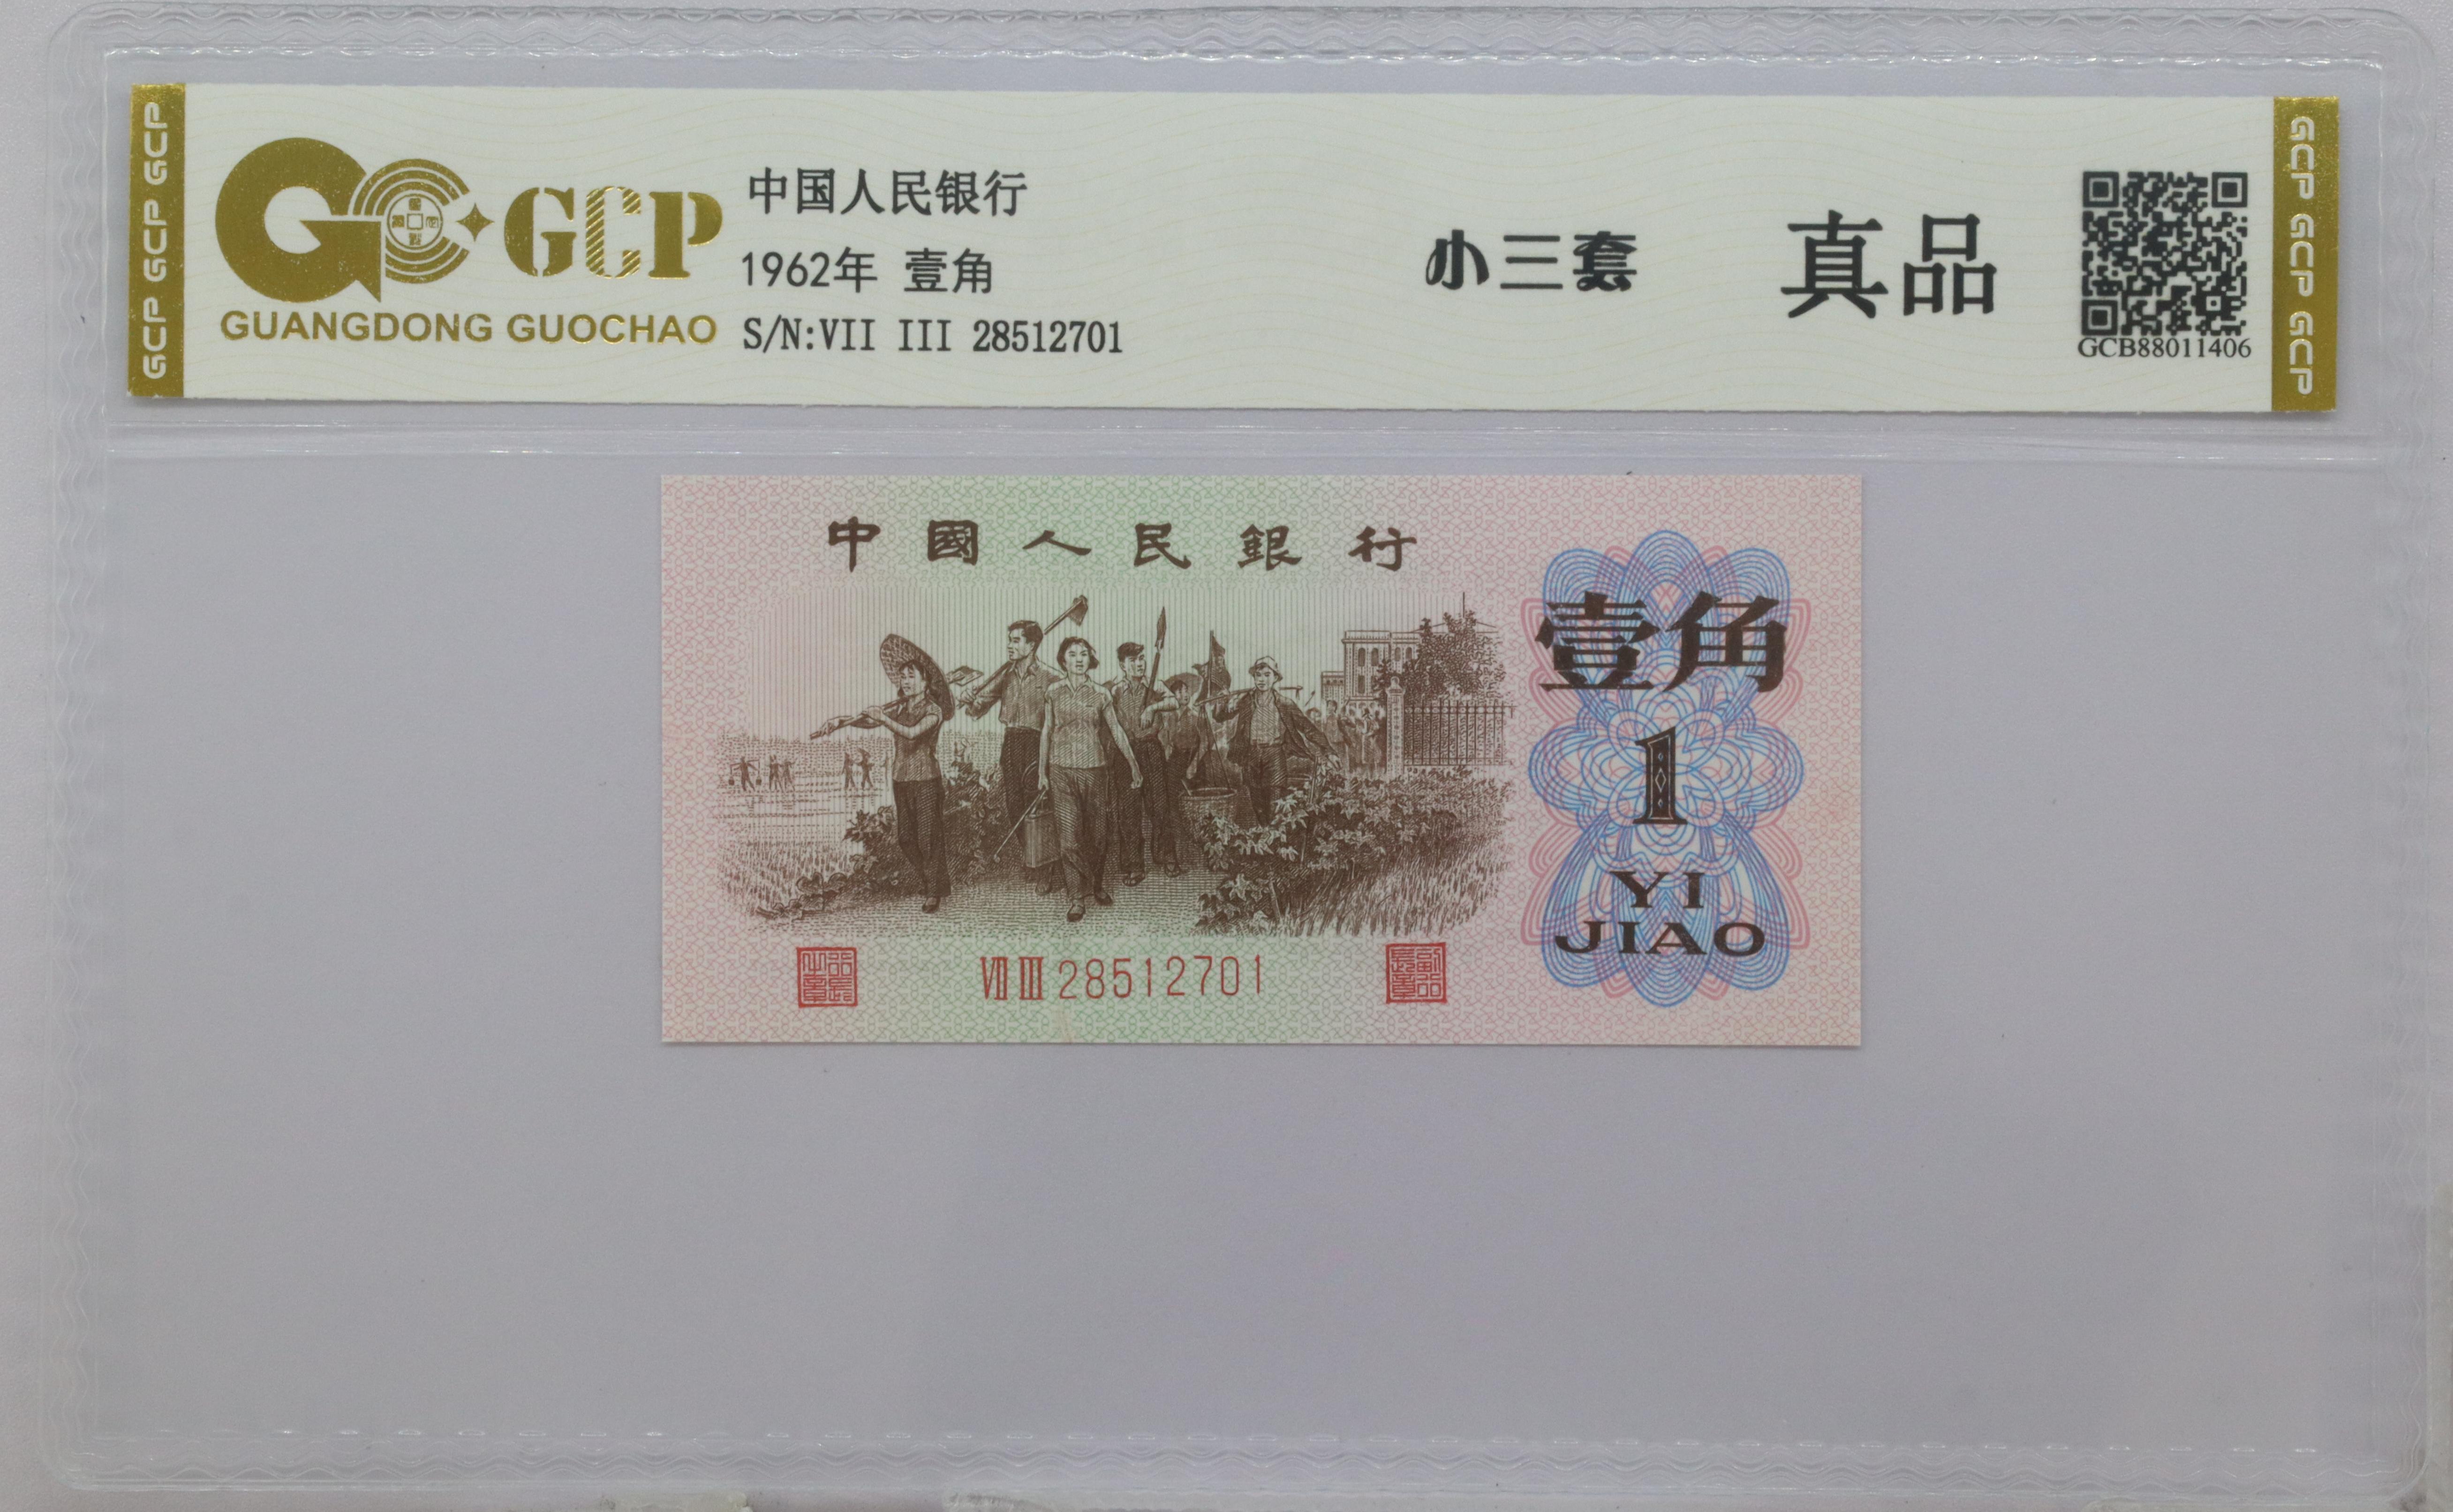 GCP GCP GCP
GCP
GUANGDONG GUOCHAO
中国人民银行
1962年 壹角
S/N:VII III 28512701
小三套
真品
GCB88011406
GCP GCP GCP
中國人民銀行
壹角
1
YI
JIAO
VII III 28512701